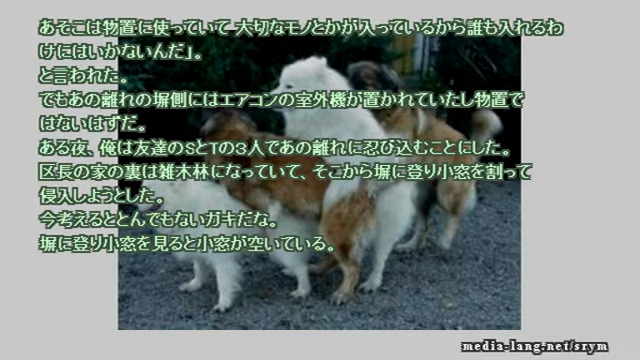 あそこは物置に使っていて 大切なモノとかが入っているから誰も入れるわ
けにはいかないんだ」。
と言われた。
でもあの離れの塀側にはエアコンの室外機が置かれていたし物置で
はないはずだ。
ある夜、俺は友達のSとTの3人であの離れに忍び込むことにした。
区長の家の裏は雑木林になっていて、そこから塀に登り小窓を割って
侵入しようとした。
今考えるととんでもないガキだな。
塀に登り小窓を見ると小窓が空いている。
media-lang.net/srym